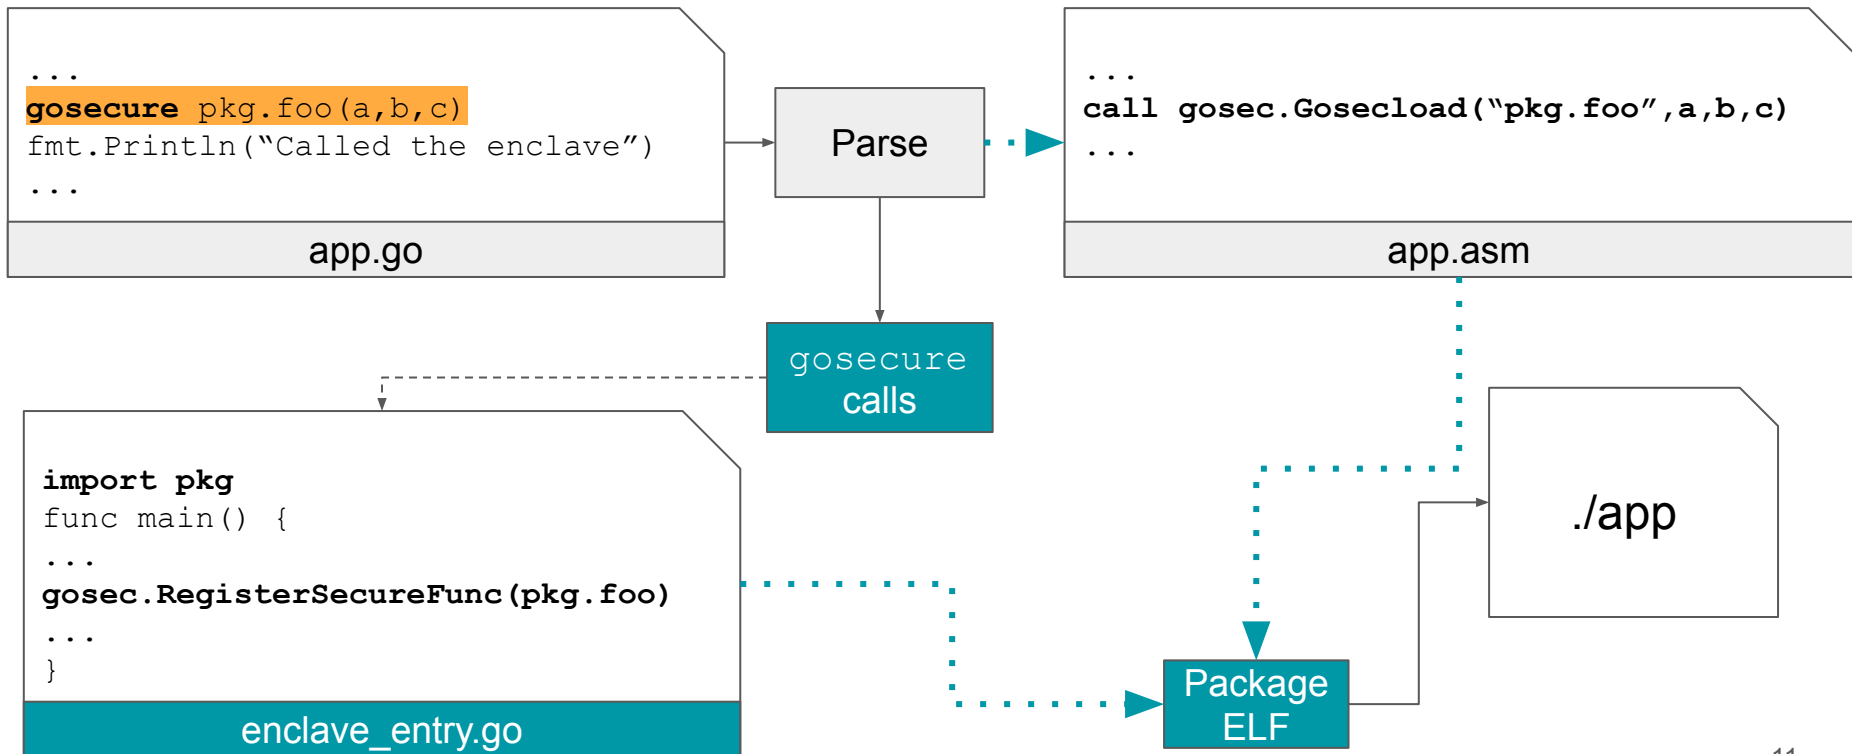 ...
gosecure pkg.foo(a,b,c)
fmt.Println(“Called the enclave”)
...
app.go
Parse
...
call gosec.Gosecload(“pkg.foo”,a,b,c)
...
app.asm
gosecure
calls
import pkg
func main() {
...
gosec.RegisterSecureFunc(pkg.foo)
...
}
enclave_entry.go
Package
ELF
./app
11